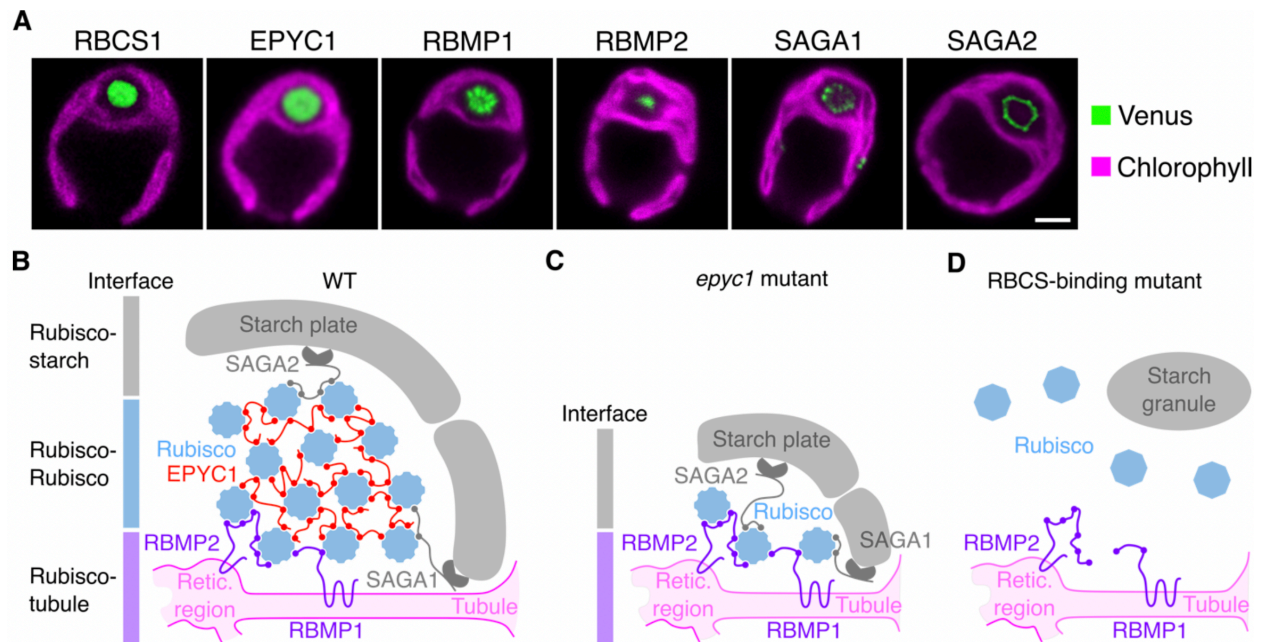 A
RBCS1
EPYC1
RBMP1
RBMP2
SAGA1
SAGA2
Venus
Chlorophyll
B
Interface
WT
Rubisco-
starch
Starch plate
SAGA2
Rubisco-
Rubisco
Rubisco
EPYC1
RBMP2
Rubisco-
tubule
Retic.
region
SAGA1
Tubule
RBMP1
C
epyc1 mutant
Interface
Starch plate
SAGA2
Rubisco
RBMP2
SAGA1
Retic.
region
Tubule
RBMP1
D
RBCS-binding mutant
Starch
granule
Rubisco
RBMP2
Retic.
region
Tubule
RBMP1